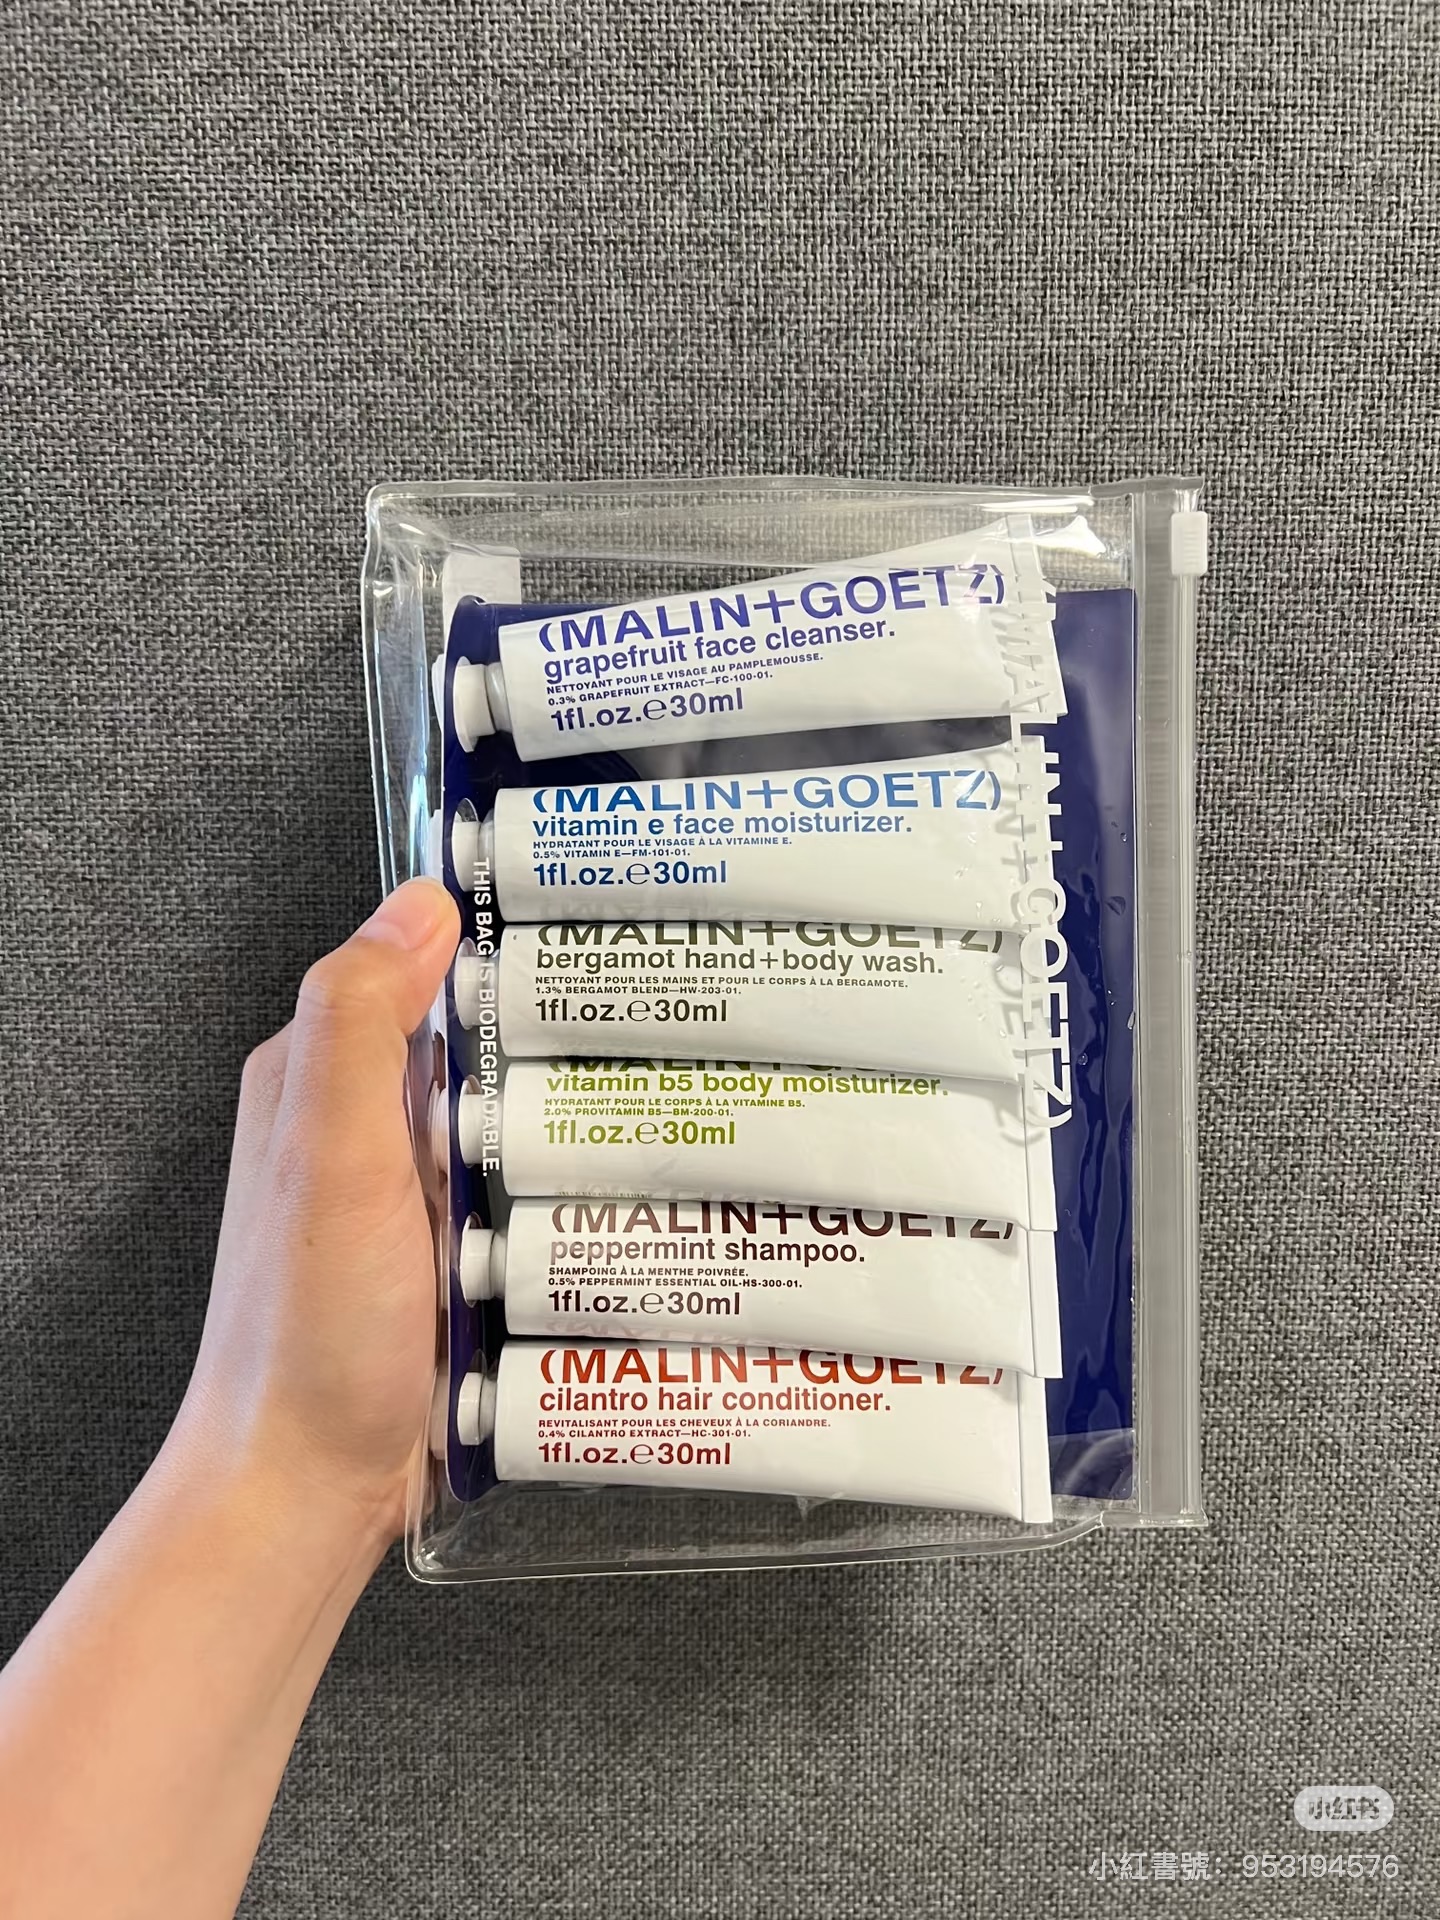 (MALIN+GOETZ)
grapefruit face cleanser.
NETTOYANT POUR LE VISAGE AU PAMPLEMOUSSE.
0.3% GRAPEFRUIT EXTRACT—FC-100-01.
1fl.oz.℮30ml
(MALIN+GOETZ)
vitamin e face moisturizer.
HYDRATANT POUR LE VISAGE À LA VITAMINE E.
0.5% VITAMIN E—FM-101-01.
1fl.oz.℮30ml
(MALIN+GOETZ)
bergamot hand+body wash.
NETTOYANT POUR LES MAINS ET POUR LE CORPS À LA BERGAMOTE.
1.3% BERGAMOT BLEND—HW-203-01.
1fl.oz.℮30ml
(MALIN+GOETZ)
vitamin b5 body moisturizer.
HYDRATANT POUR LE CORPS À LA VITAMINE B5.
2.0% PROVITAMIN B5—BM-200-01.
1fl.oz.℮30ml
(MALIN+GOETZ)
peppermint shampoo.
SHAMPOING À LA MENTHE POIVRÉE.
0.5% PEPPERMINT ESSENTIAL OIL-HS-300-01.
1fl.oz.℮30ml
(MALIN+GOETZ)
cilantro hair conditioner.
REVITALISANT POUR LES CHEVEUX À LA CORIANDRE.
0.4% CILANTRO EXTRACT—HC-301-01.
1fl.oz.℮30ml
THIS BAG IS BIODEGRADABLE.
(MALIN+GOETZ)
小红书
小紅書號：953194576